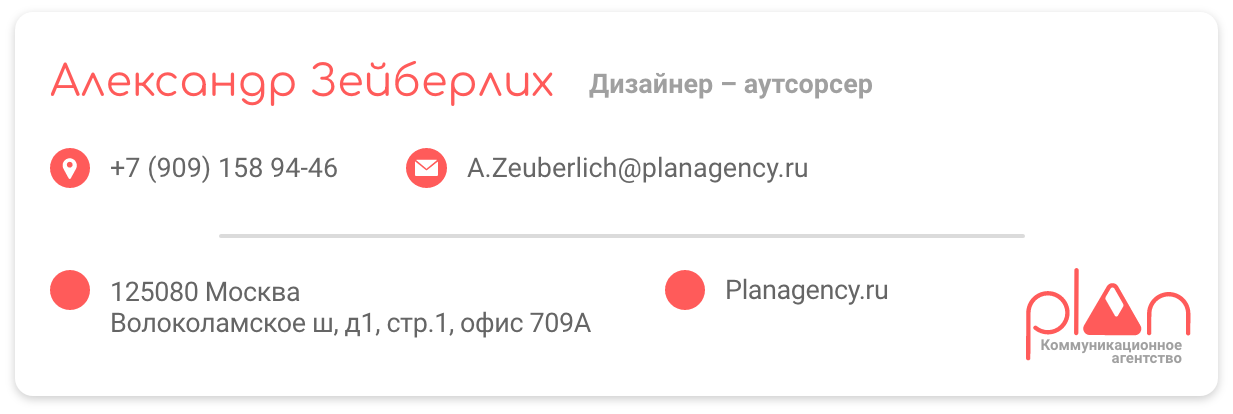 Александр Зейберлих Дизайнер – аутсорсер
+7 (909) 158 94-46 A.Zeuberlich@planagency.ru
125080 Москва
Волоколамское ш, д1, стр.1, офис 709А
Planagency.ru
plan
Коммуникационное
агентство